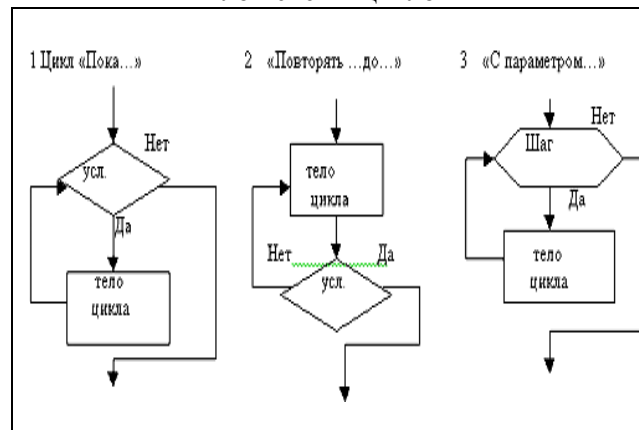 1 Цикл «Пока...»
2 «Повторять ...до...»
3 «С параметром...»
Нет
усл.
Да
тело
цикла
тело
цикла
Нет
Да
усл.
Нет
Шаг
Да
тело
цикла